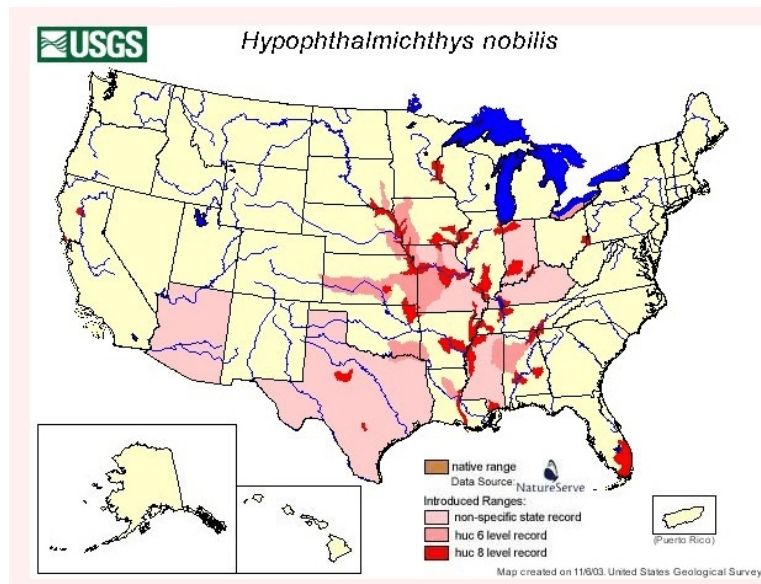 USGS
Hypophthalmichthys nobilis
native range
Data Source:
NatureServe
Introduced Ranges:
non-specific state record
huc 6 level record
huc 8 level record
(Puerto Rico)
Map created on 11/6/03. United States Geological Survey